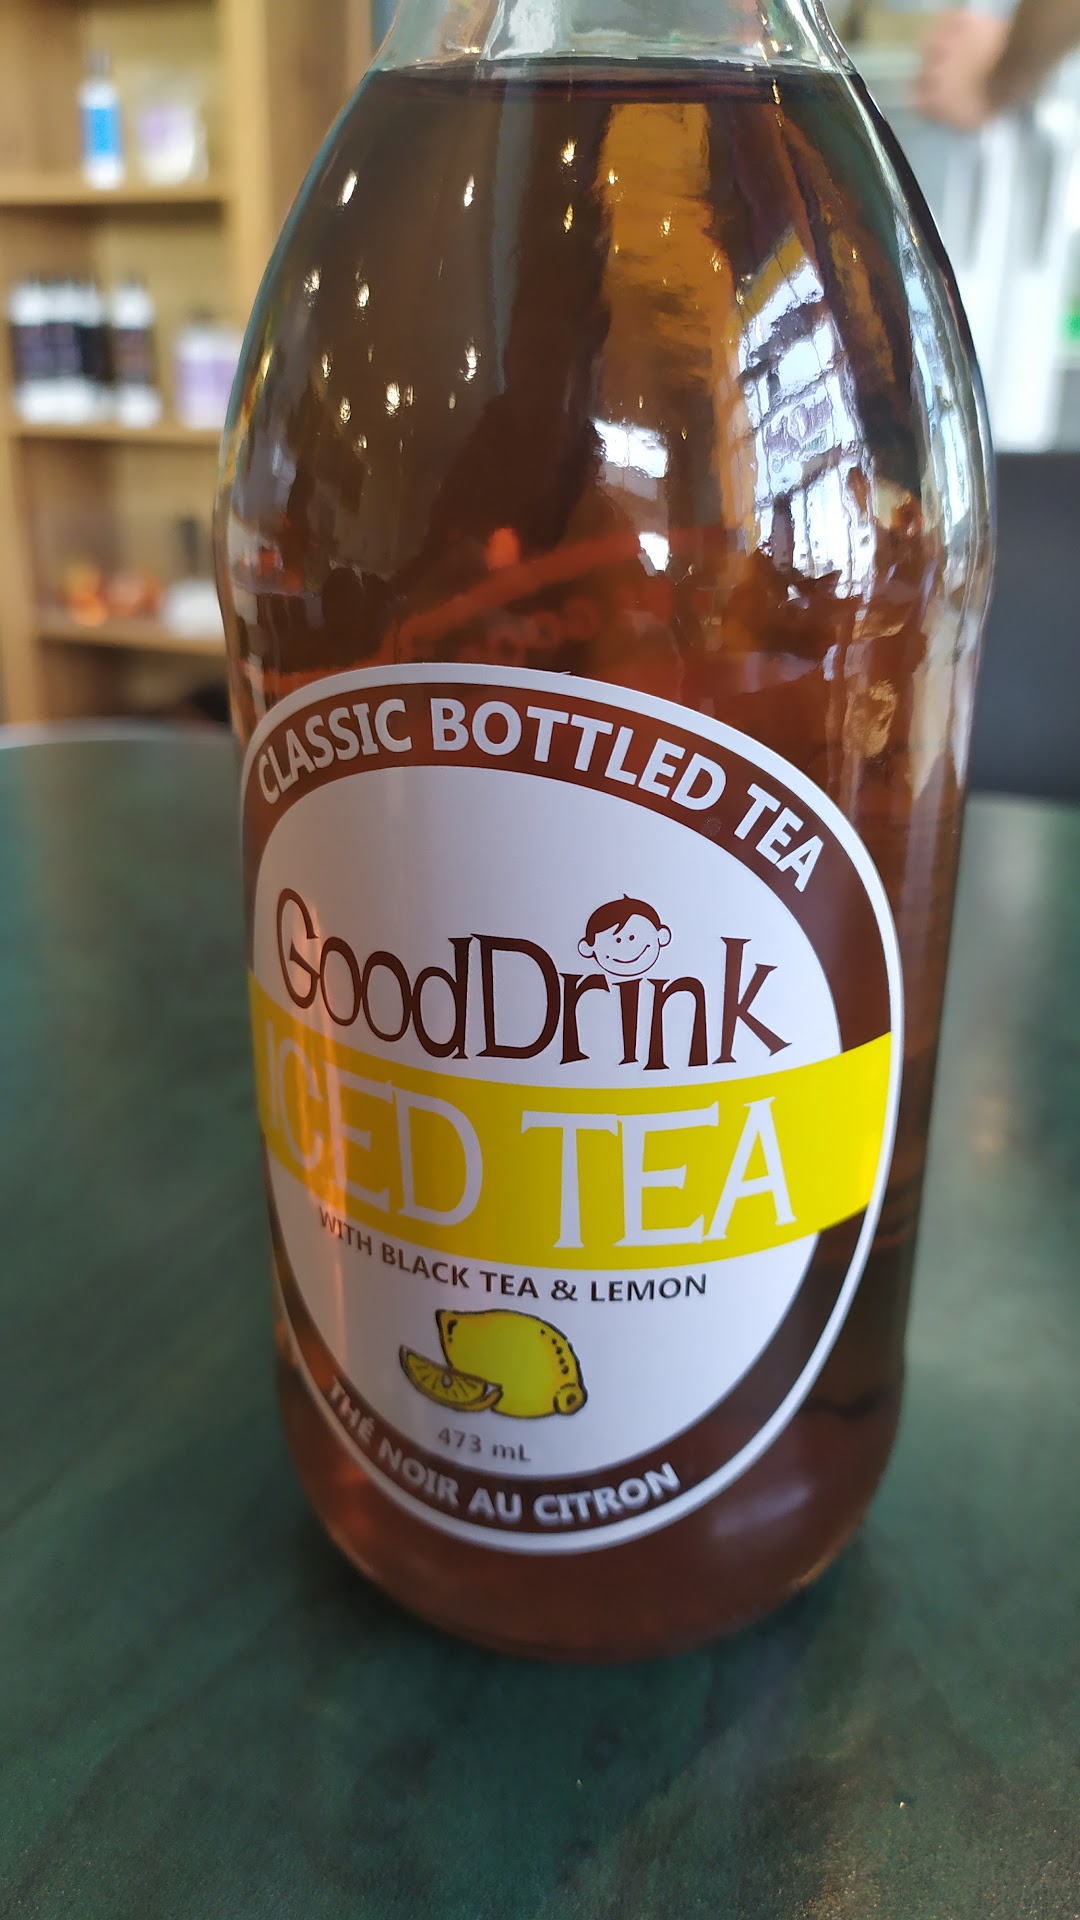 CLASSIC BOTTLED TEA
GoodDrink
ICED TEA
WITH BLACK TEA & LEMON
473 mL
THÉ NOIR AU CITRON